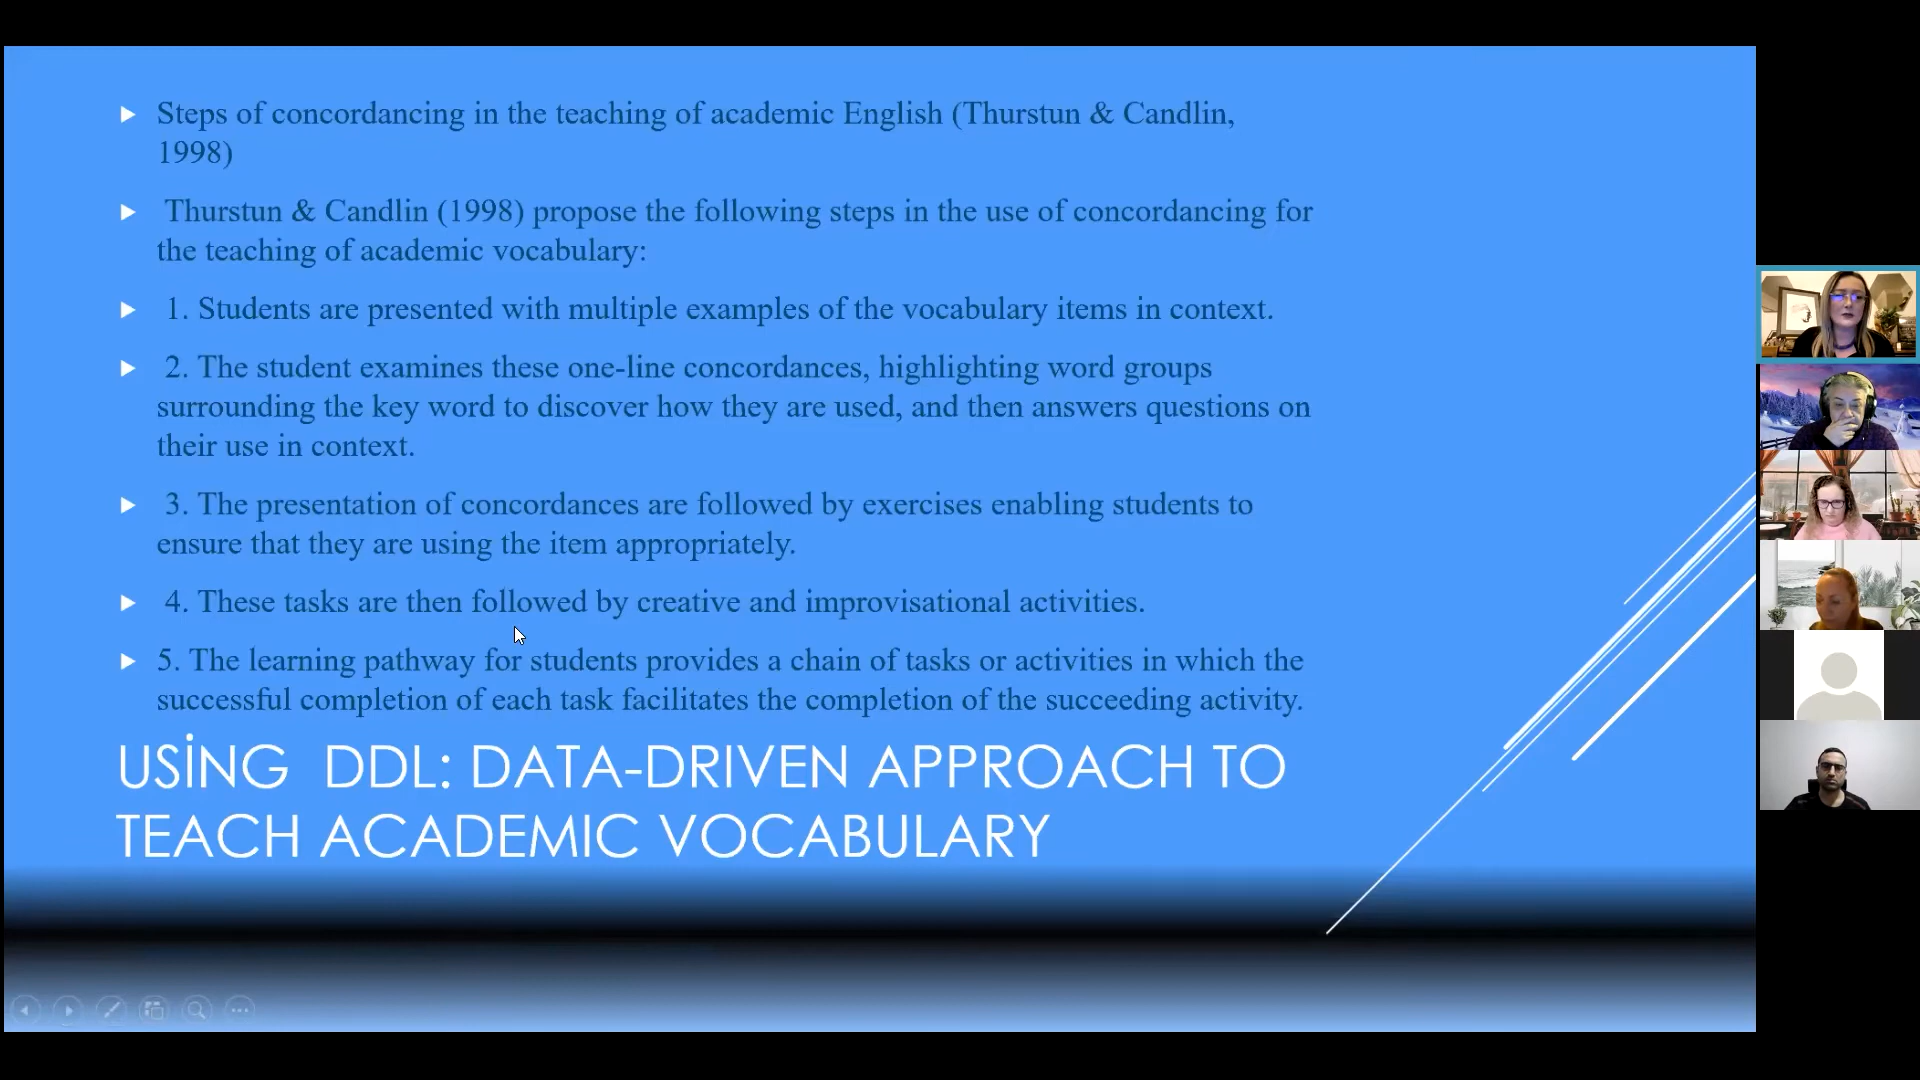 Steps of concordancing in the teaching of academic English (Thurstun & Candlin,
1998)
Thurstun & Candlin (1998) propose the following steps in the use of concordancing for
the teaching of academic vocabulary:
1. Students are presented with multiple examples of the vocabulary items in context.
2. The student examines these one-line concordances, highlighting word groups
surrounding the key word to discover how they are used, and then answers questions on
their use in context.
3. The presentation of concordances are followed by exercises enabling students to
ensure that they are using the item appropriately.
4. These tasks are then followed by creative and improvisational activities.
5. The learning pathway for students provides a chain of tasks or activities in which the
successful completion of each task facilitates the completion of the succeeding activity.
USİNG DDL: DATA-DRIVEN APPROACH TO
TEACH ACADEMIC VOCABULARY